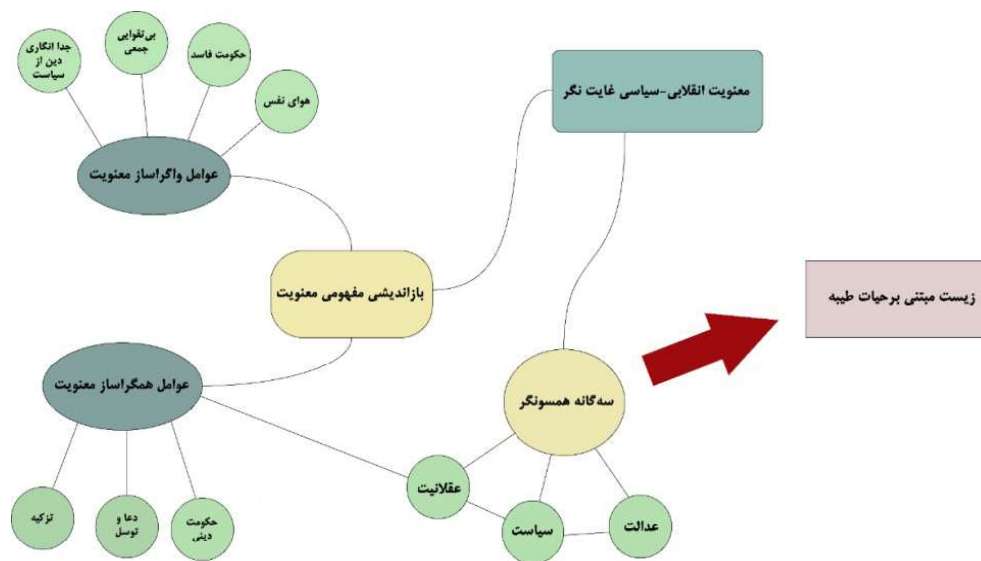 جدا انگاری
دین از
سیاست
بی‌تقوایی
جمعی
حکومت فاسد
هوای نفس
عوامل واگراساز معنویت
معنویت انقلابی-سیاسی غایت نگر
بازاندیشی مفهومی معنویت
زیست مبتنی برحیات طیبه
عوامل همگراساز معنویت
سه‌گانه همسونگر
عقلانیت
سیاست
عدالت
حکومت
دینی
دعا و
توسل
تزکیه